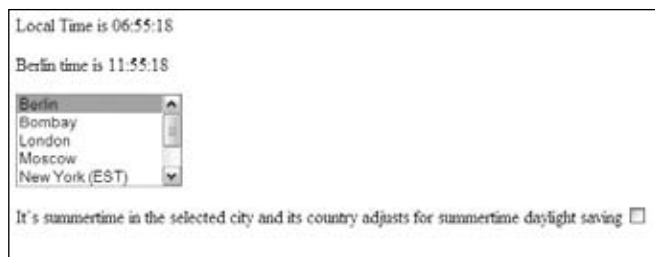 Local Time is 06:55:18
Berlin time is 11:55:18
Berlin
Bombay
London
Moscow
New York (EST)
It`s summertime in the selected city and its country adjusts for summertime daylight saving